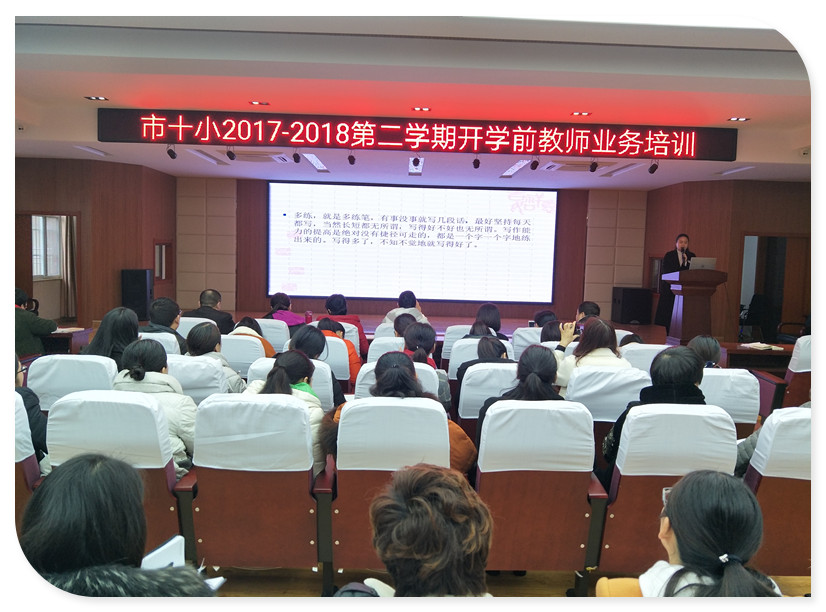 市十小2017-2018第二学期开学前教师业务培训
• 多练，就是多练笔，有事没事就写几段话，最好坚持每天
都写，当然长短都无所谓，写得好不好也无所谓。写作能
力的提高是绝对没有捷径可走的，都是一个字一个字地练
出来的。写得多了，不知不觉地就写得好了。